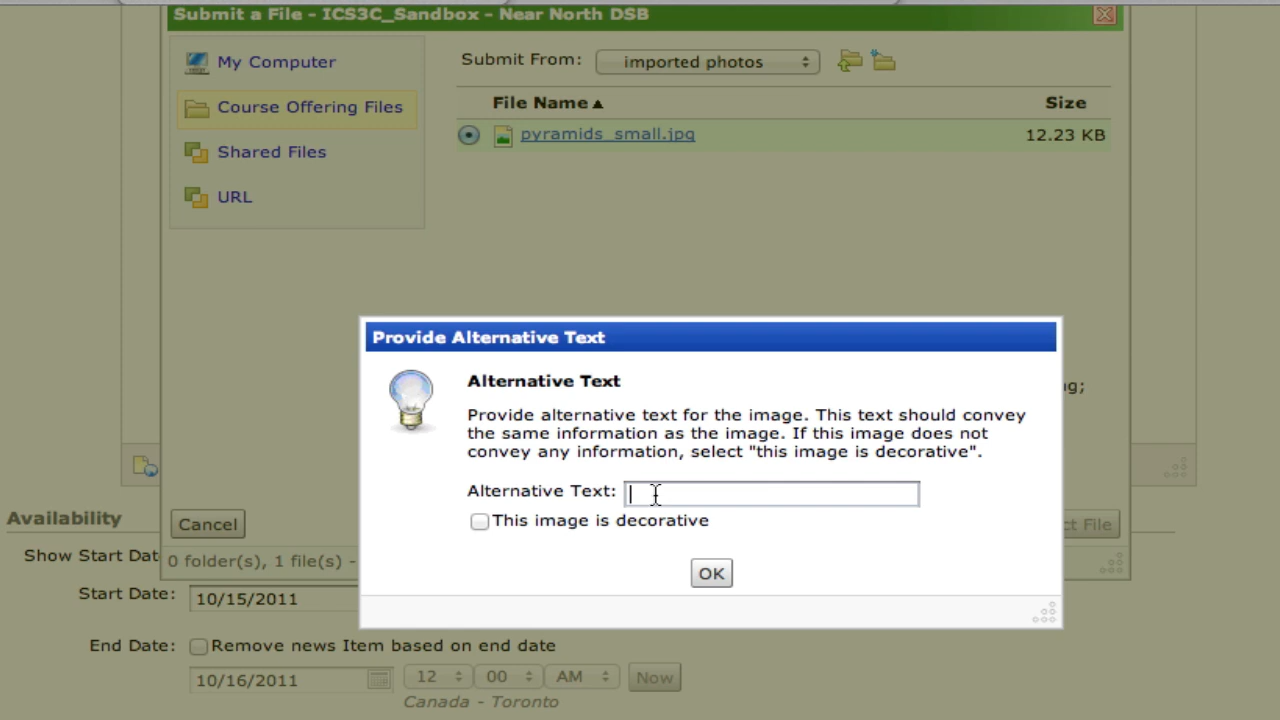 Submit a File - ICS3C_Sandbox - Near North DSB
My Computer
Course Offering Files
Shared Files
URL
Submit From: imported photos
File Name Size
pyramids_small.jpg 12.23 KB
Provide Alternative Text
Alternative Text
Provide alternative text for the image. This text should convey
the same information as the image. If this image does not
convey any information, select "this image is decorative".
Alternative Text:
This image is decorative
OK
ng;
Cancel
ct File
0 folder(s), 1 file(s) -
Availability
Show Start Dat
Start Date: 10/15/2011
End Date: Remove news Item based on end date
10/16/2011 12 00 AM Now
Canada - Toronto